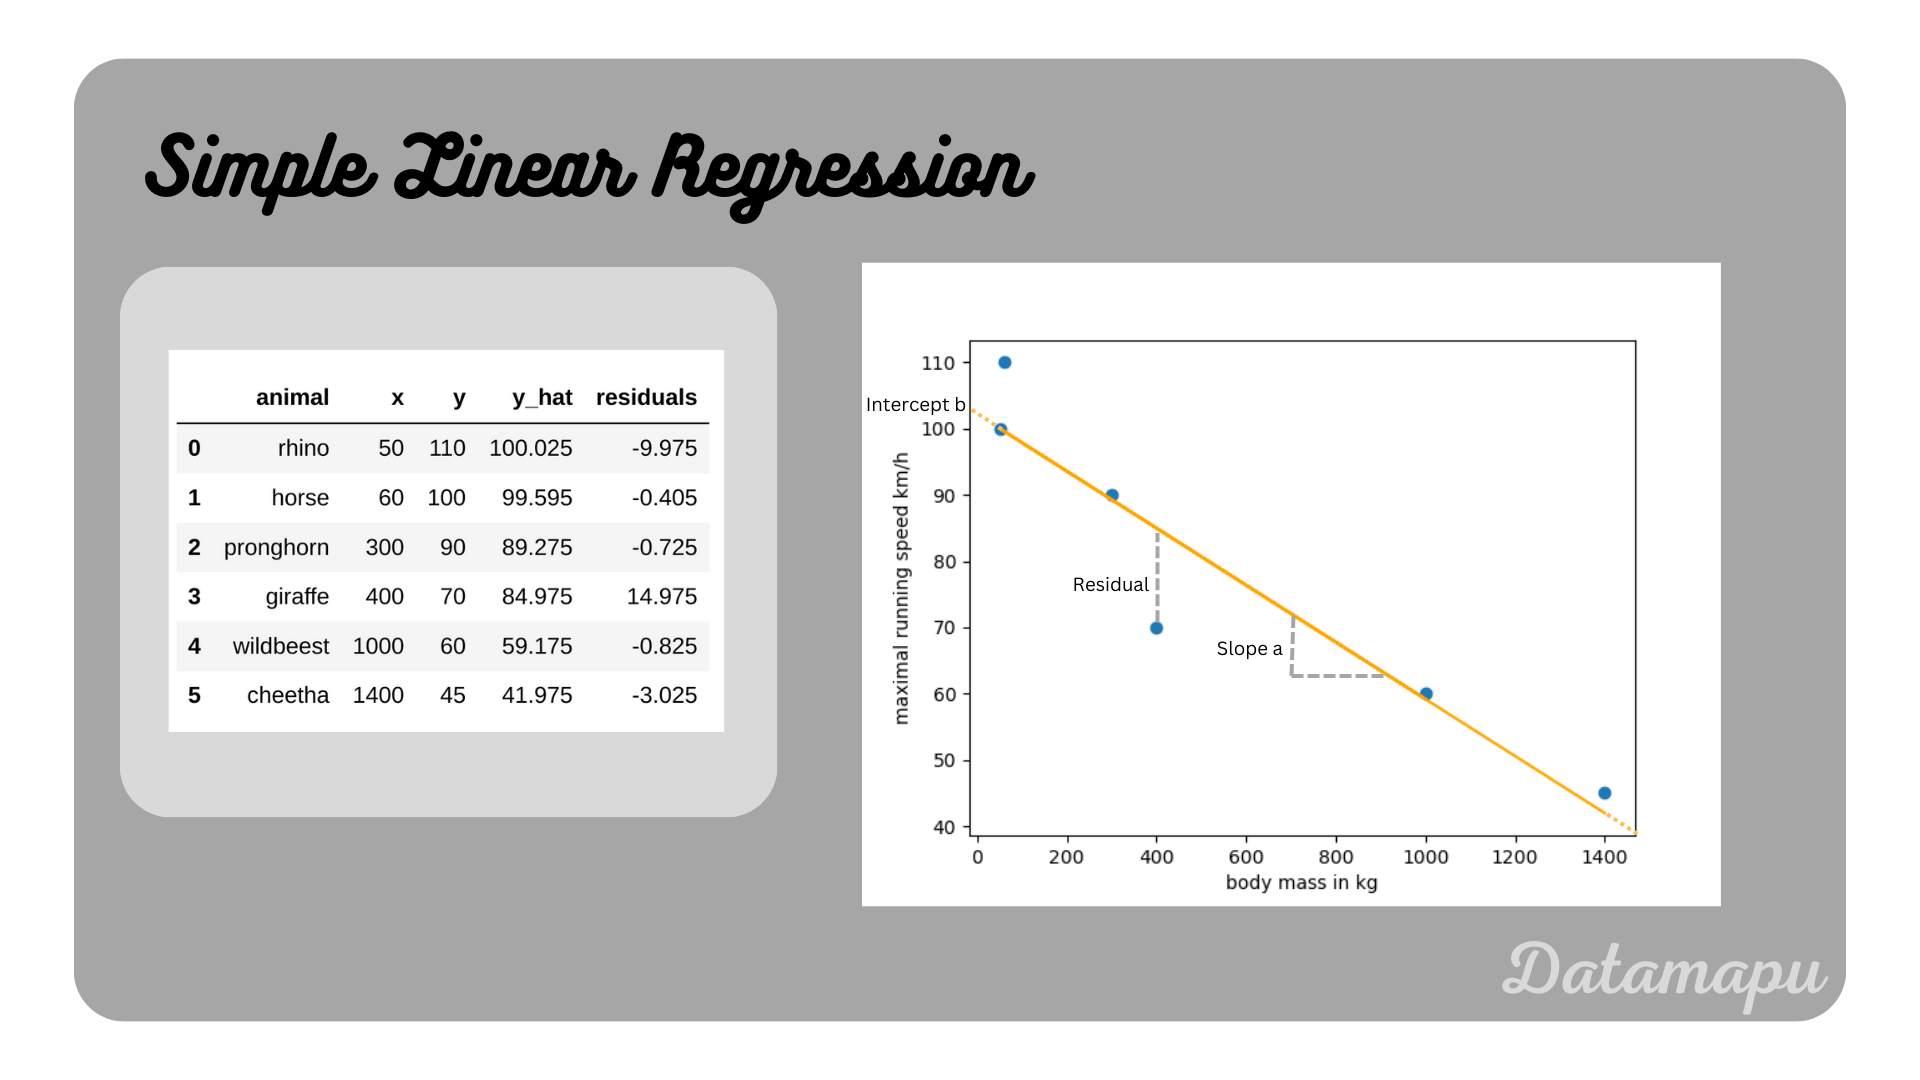 Simple Linear Regression
animal x y y_hat residuals
0 rhino 50 110 100.025 -9.975
1 horse 60 100 99.595 -0.405
2 pronghorn 300 90 89.275 -0.725
3 giraffe 400 70 84.975 14.975
4 wildbeest 1000 60 59.175 -0.825
5 cheetha 1400 45 41.975 -3.025
110
Intercept b
100
90
80
70
60
50
40
maximal running speed km/h
Residual
Slope a
0 200 400 600 800 1000 1200 1400
body mass in kg
Datamapu